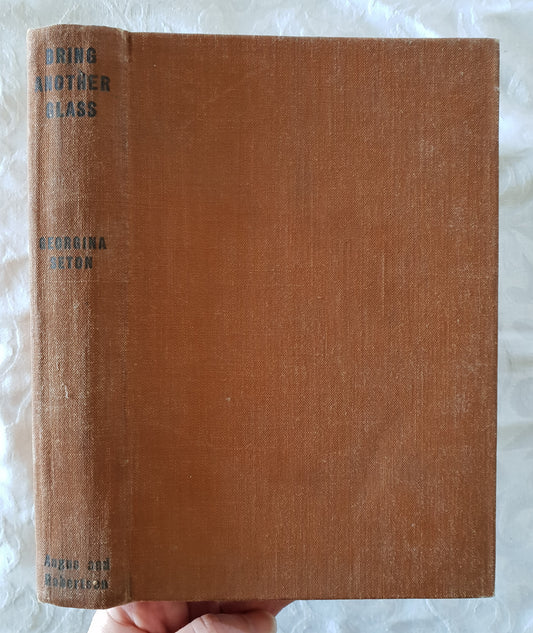 BRING
ANOTHER
GLASS
GEORGINA
SETON
Angus and
Robertson